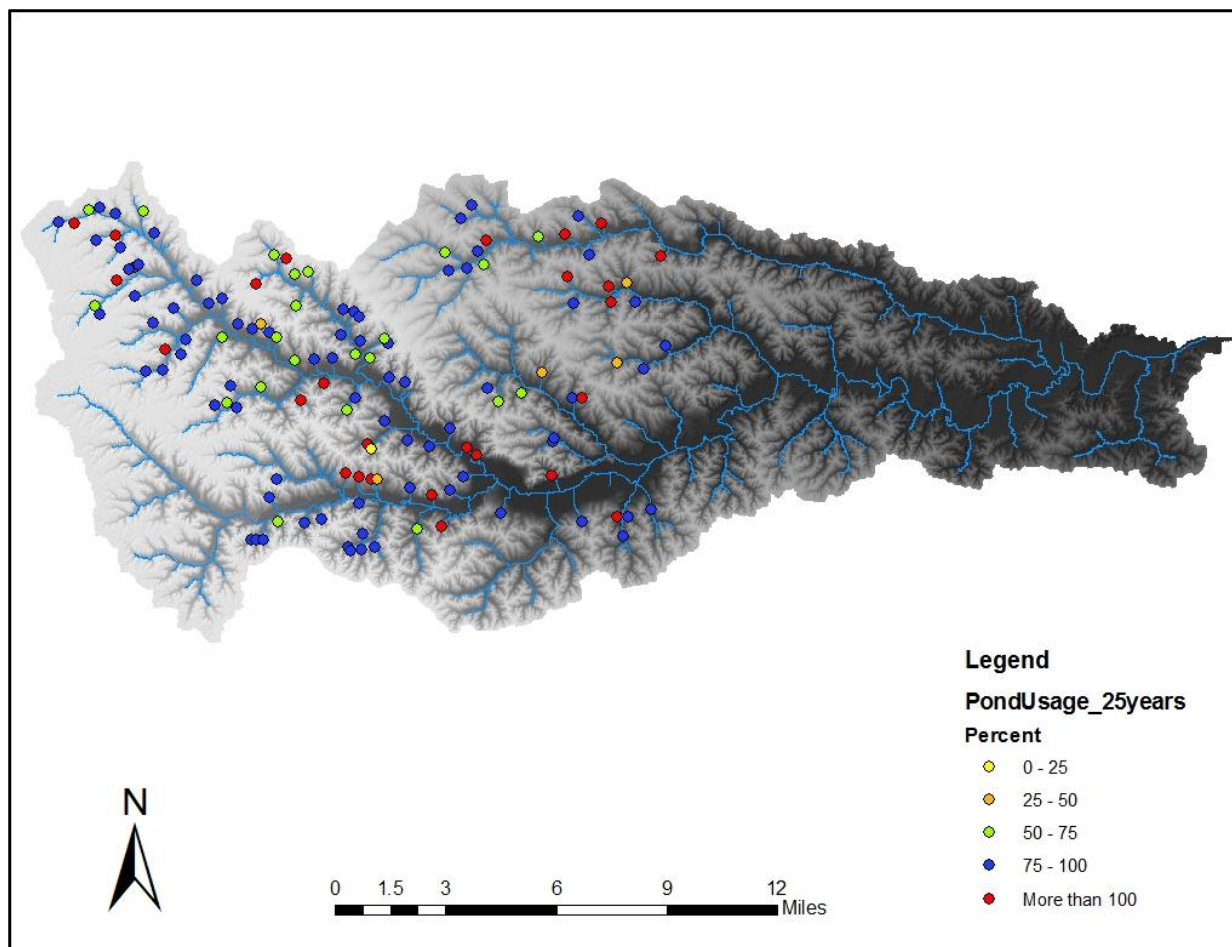 Legend
PondUsage_25years
Percent
0 - 25
25 - 50
50 - 75
75 - 100
More than 100
N
0 1.5 3 6 9 12
Miles